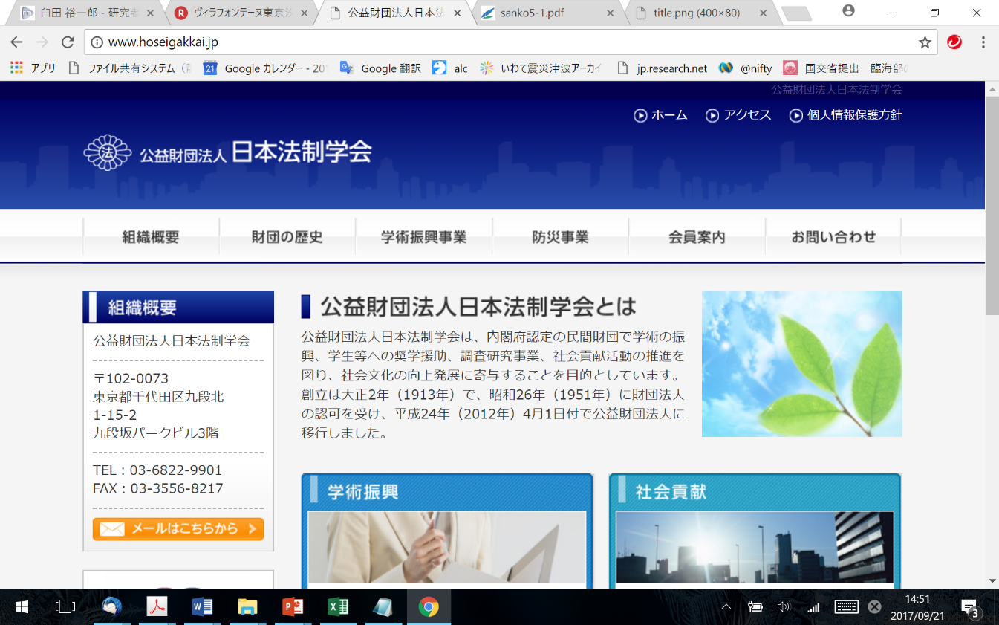 臼田 裕一郎 - 研究者
ヴィラフォンテーヌ東京汐
公益財団法人日本法
sanko5-1.pdf
title.png (400×80)
www.hoseigakkai.jp
アプリ
ファイル共有システム
21
Google カレンダー - 20
Google 翻訳
alc
いわて震災津波アーカイ
jp.research.net
@nifty
国交省提出
臨海部の
公益財団法人日本法制学会
ホーム
アクセス
個人情報保護方針
法
公益財団法人 日本法制学会
組織概要
財団の歴史
学術振興事業
防災事業
会員案内
お問い合わせ
組織概要
公益財団法人日本法制学会
〒102-0073
東京都千代田区九段北
1-15-2
九段坂パークビル3階
TEL:03-6822-9901
FAX:03-3556-8217
メールはこちらから
公益財団法人日本法制学会とは
公益財団法人日本法制学会は、内閣府認定の民間財団で学術の振
興、学生等への奨学援助、調査研究事業、社会貢献活動の推進を
図り、社会文化の向上発展に寄与することを目的としています。
創立は大正2年（1913年）で、昭和26年（1951年）に財団法人
の認可を受け、平成24年（2012年）4月1日付で公益財団法人に
移行しました。
学術振興
社会貢献
14:51
2017/09/21
3